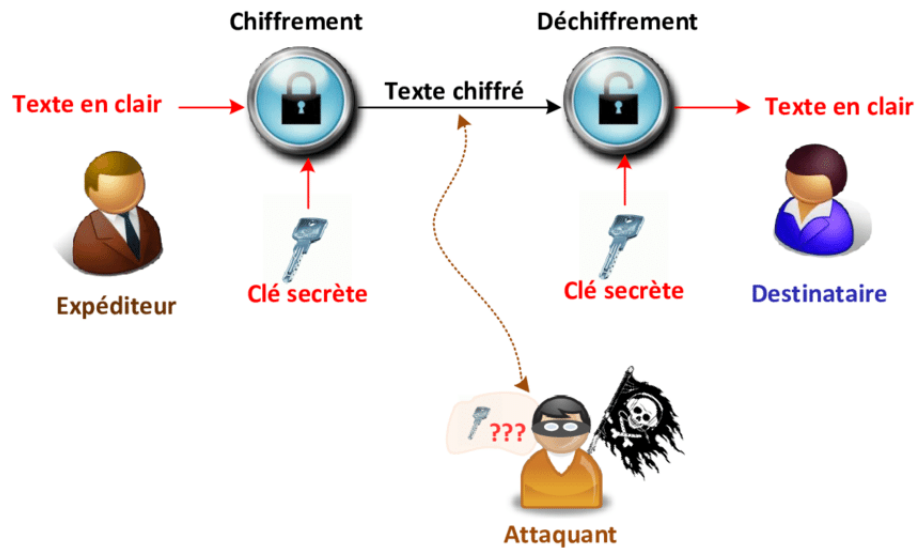 Chiffrement
Déchiffrement
Texte en clair
Texte chiffré
Texte en clair
Expéditeur
Clé secrète
Clé secrète
Destinataire
???
Attaquant